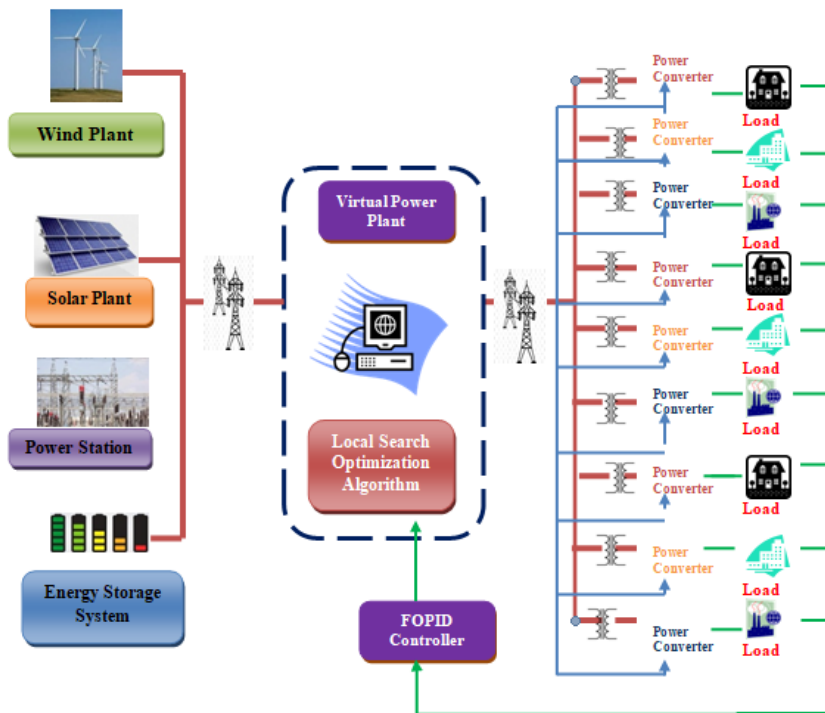 Wind Plant
Solar Plant
Power Station
Energy Storage
System
Virtual Power
Plant
Local Search
Optimization
Algorithm
FOPID
Controller
Power
Converter
Load
Power
Converter
Load
Power
Converter
Load
Power
Converter
Load
Power
Converter
Load
Power
Converter
Load
Power
Converter
Load
Power
Converter
Load
Power
Converter
Load